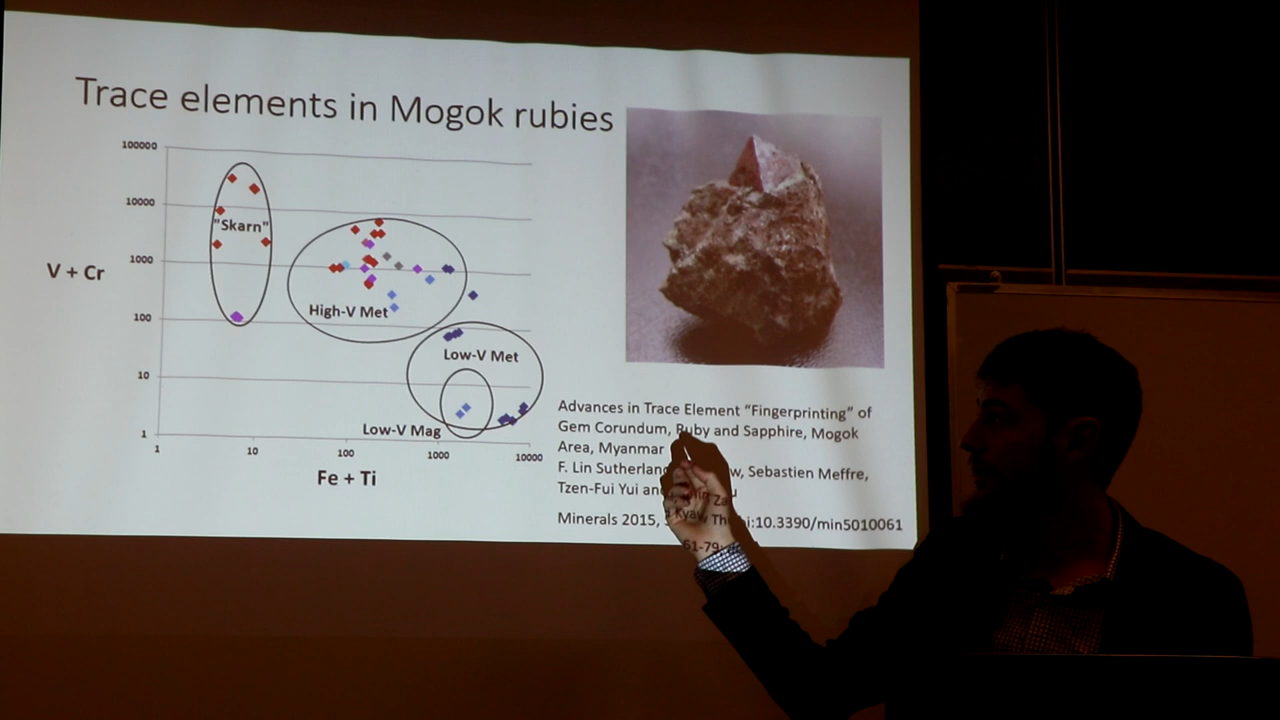 Trace elements in Mogok rubies
100000
10000
1000
100
10
1
V + Cr
"Skarn"
High-V Met
Low-V Met
Low-V Mag
1 10 100 1000 10000
Fe + Ti
Advances in Trace Element “Fingerprinting” of
Gem Corundum, Ruby and Sapphire, Mogok
Area, Myanmar
F. Lin Sutherland Sebastien Meffre,
Tzen-Fui Yui
Minerals 2015, :10.3390/min5010061
61-79;